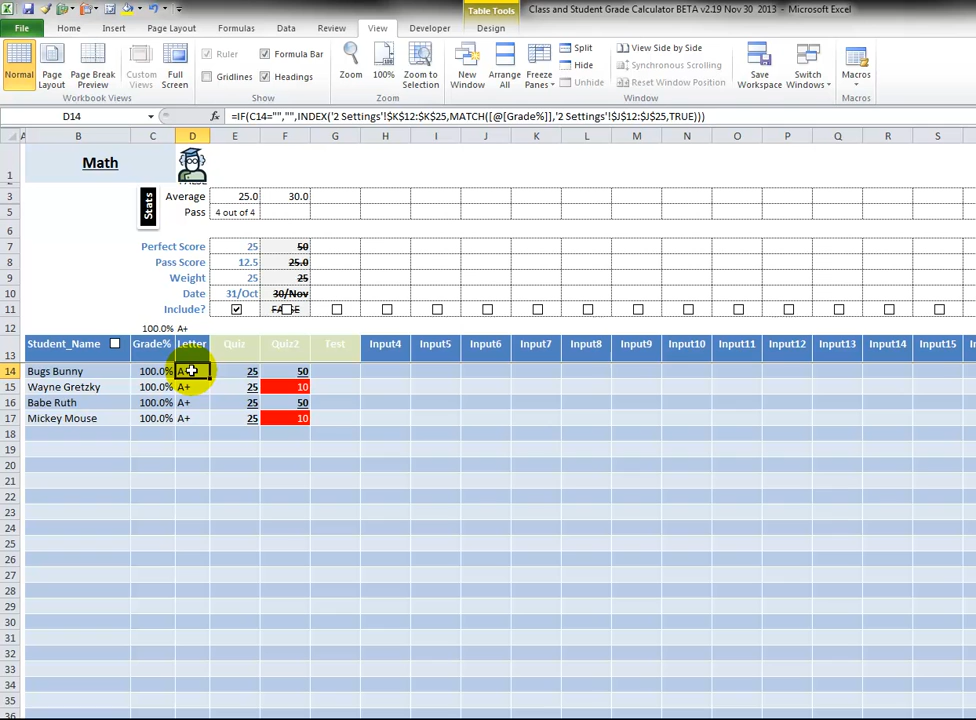 Table Tools
Class and Student Grade Calculator BETA v2.19 Nov 30 2013 - Microsoft Excel
File Home Insert Page Layout Formulas Data Review View Developer Design
Normal Page Layout Page Break Preview Custom Views Full Screen
Workbook Views
Ruler Formula Bar
Gridlines Headings
Show
Zoom 100% Zoom to Selection
Zoom
New Window Arrange All Freeze Panes
Split
Hide
Unhide
View Side by Side
Synchronous Scrolling
Reset Window Position
Window
Save Workspace Switch Windows
Macros
Macros
D14 fx =IF(C14="","",INDEX('2 Settings'!$K$12:$K$25,MATCH([@[Grade%]],'2 Settings'!$J$12:$J$25,TRUE)))
A B C D E F G H I J K L M N O P Q R S
1 Math
2 FALSE
3 Stats Average 25.0 30.0
5 Pass 4 out of 4
6
7 Perfect Score 25 50
8 Pass Score 12.5 25.0
9 Weight 25 25
10 Date 31/Oct 30/Nov
11 Include? FALSE
12 100.0% A+
13 Student_Name Grade% Letter Quiz Quiz2 Test Input4 Input5 Input6 Input7 Input8 Input9 Input10 Input11 Input12 Input13 Input14 Input15
14 Bugs Bunny 100.0% A+ 25 50
15 Wayne Gretzky 100.0% A+ 25 10
16 Babe Ruth 100.0% A+ 25 50
17 Mickey Mouse 100.0% A+ 25 10
18
19
20
21
22
23
24
25
26
27
28
29
30
31
32
33
34
35
36